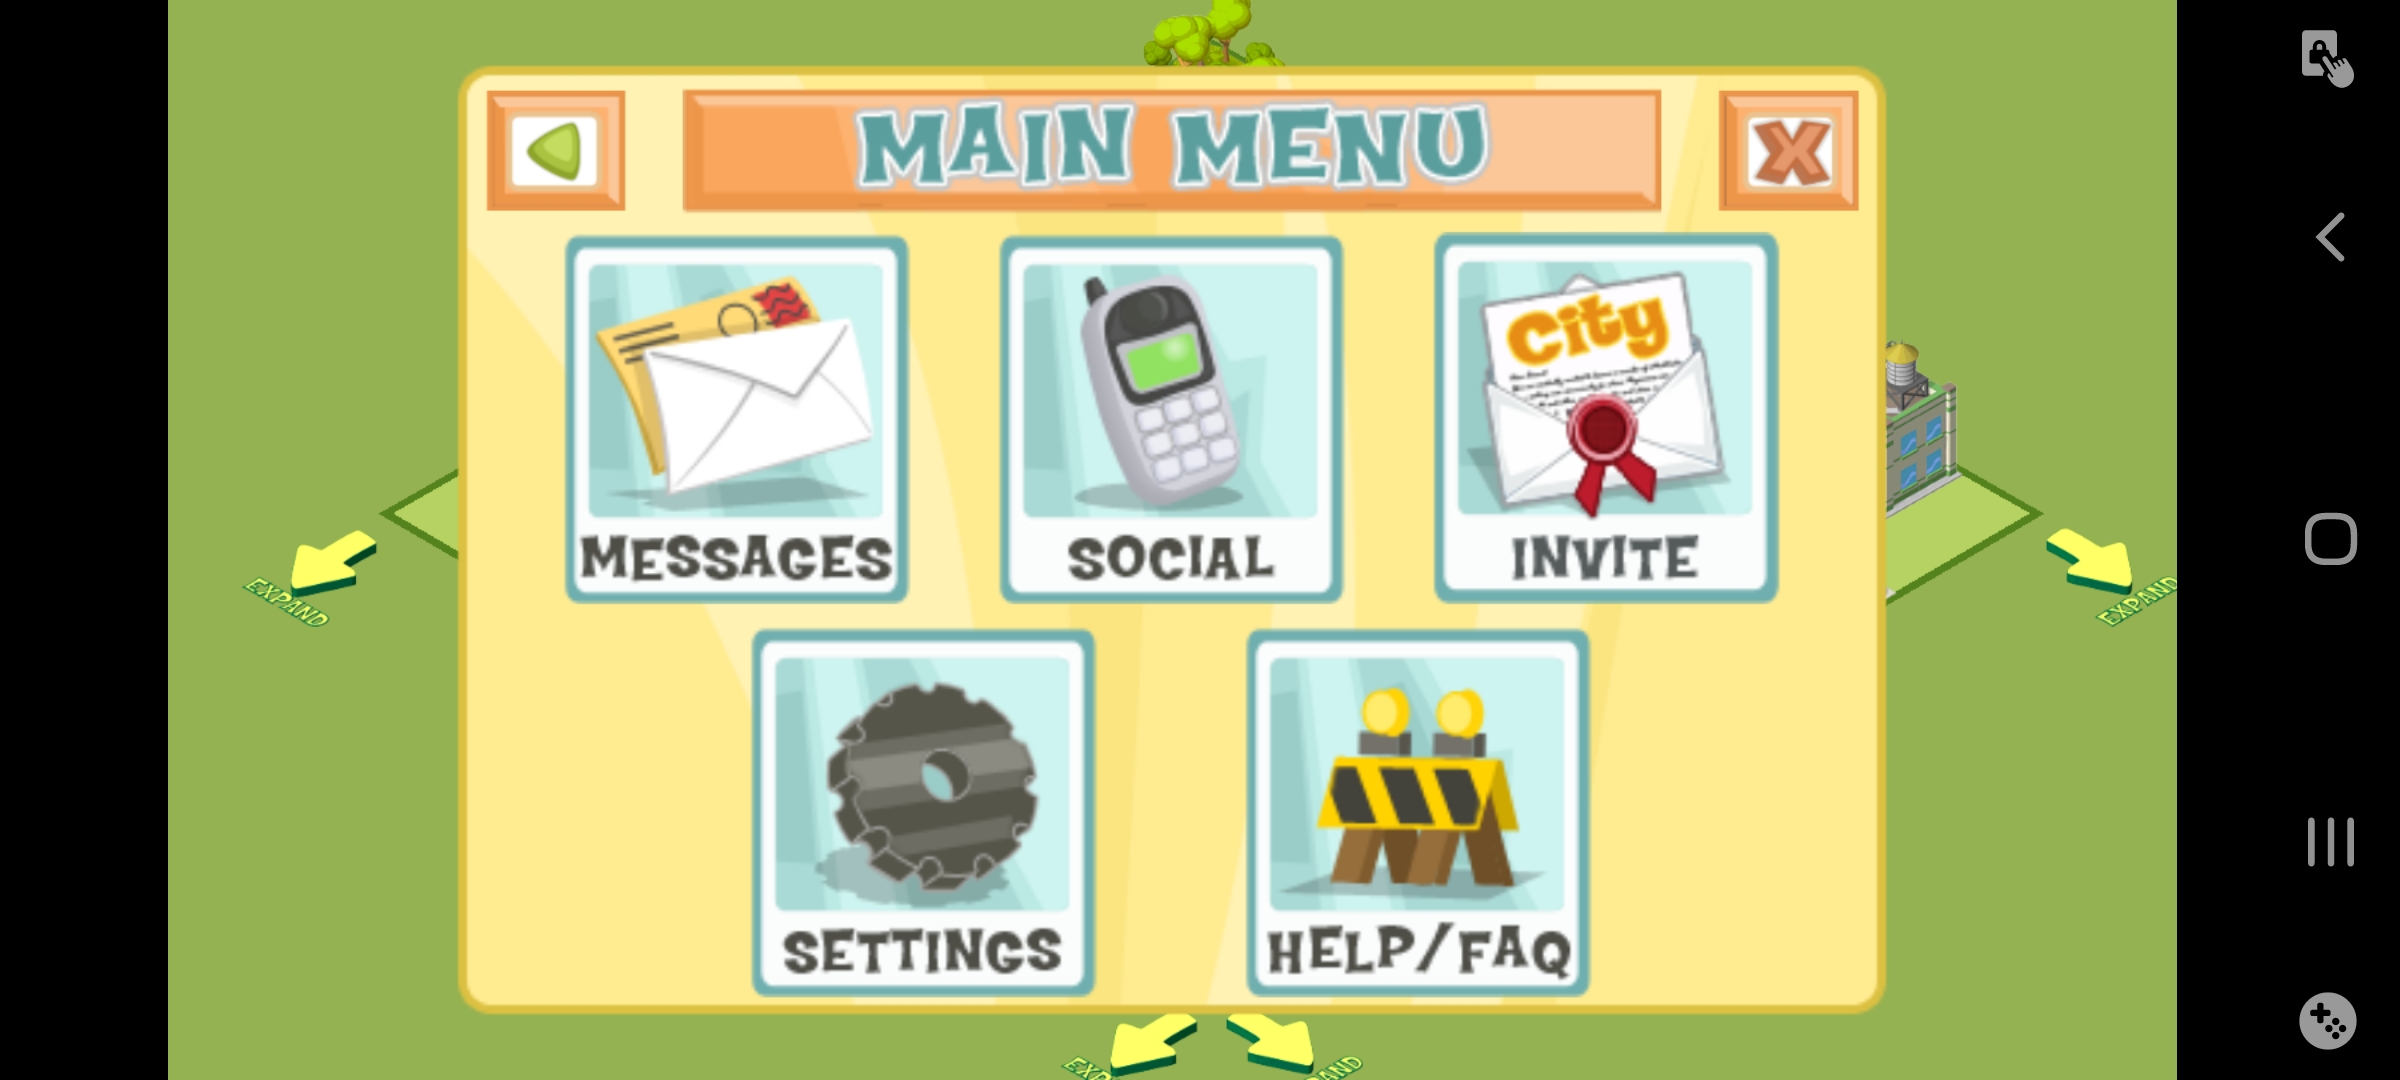 MAIN MENU
City
MESSAGES
SOCIAL
INVITE
EXPAND
EXPAND
SETTINGS
HELP/FAQ